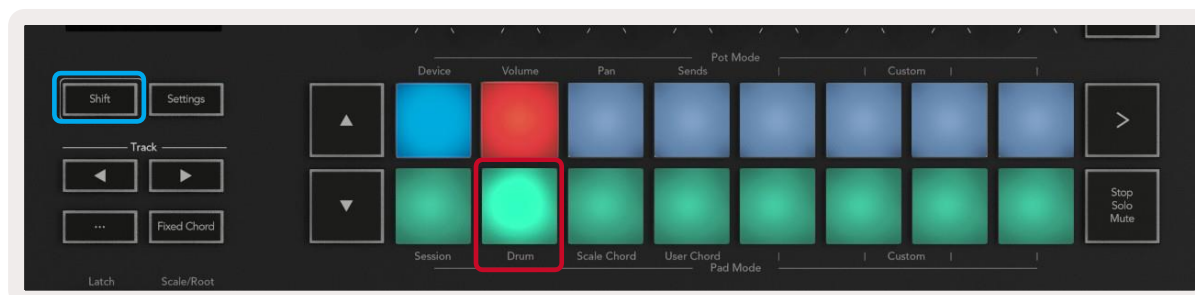 Pot Mode
Device Volume Pan Sends Custom
Shift Settings
▲ >
Track
◀ ▶
▼ Stop
Solo
Mute
... Fixed Chord
Session Drum Scale Chord User Chord Custom
Pad Mode
Latch Scale/Root